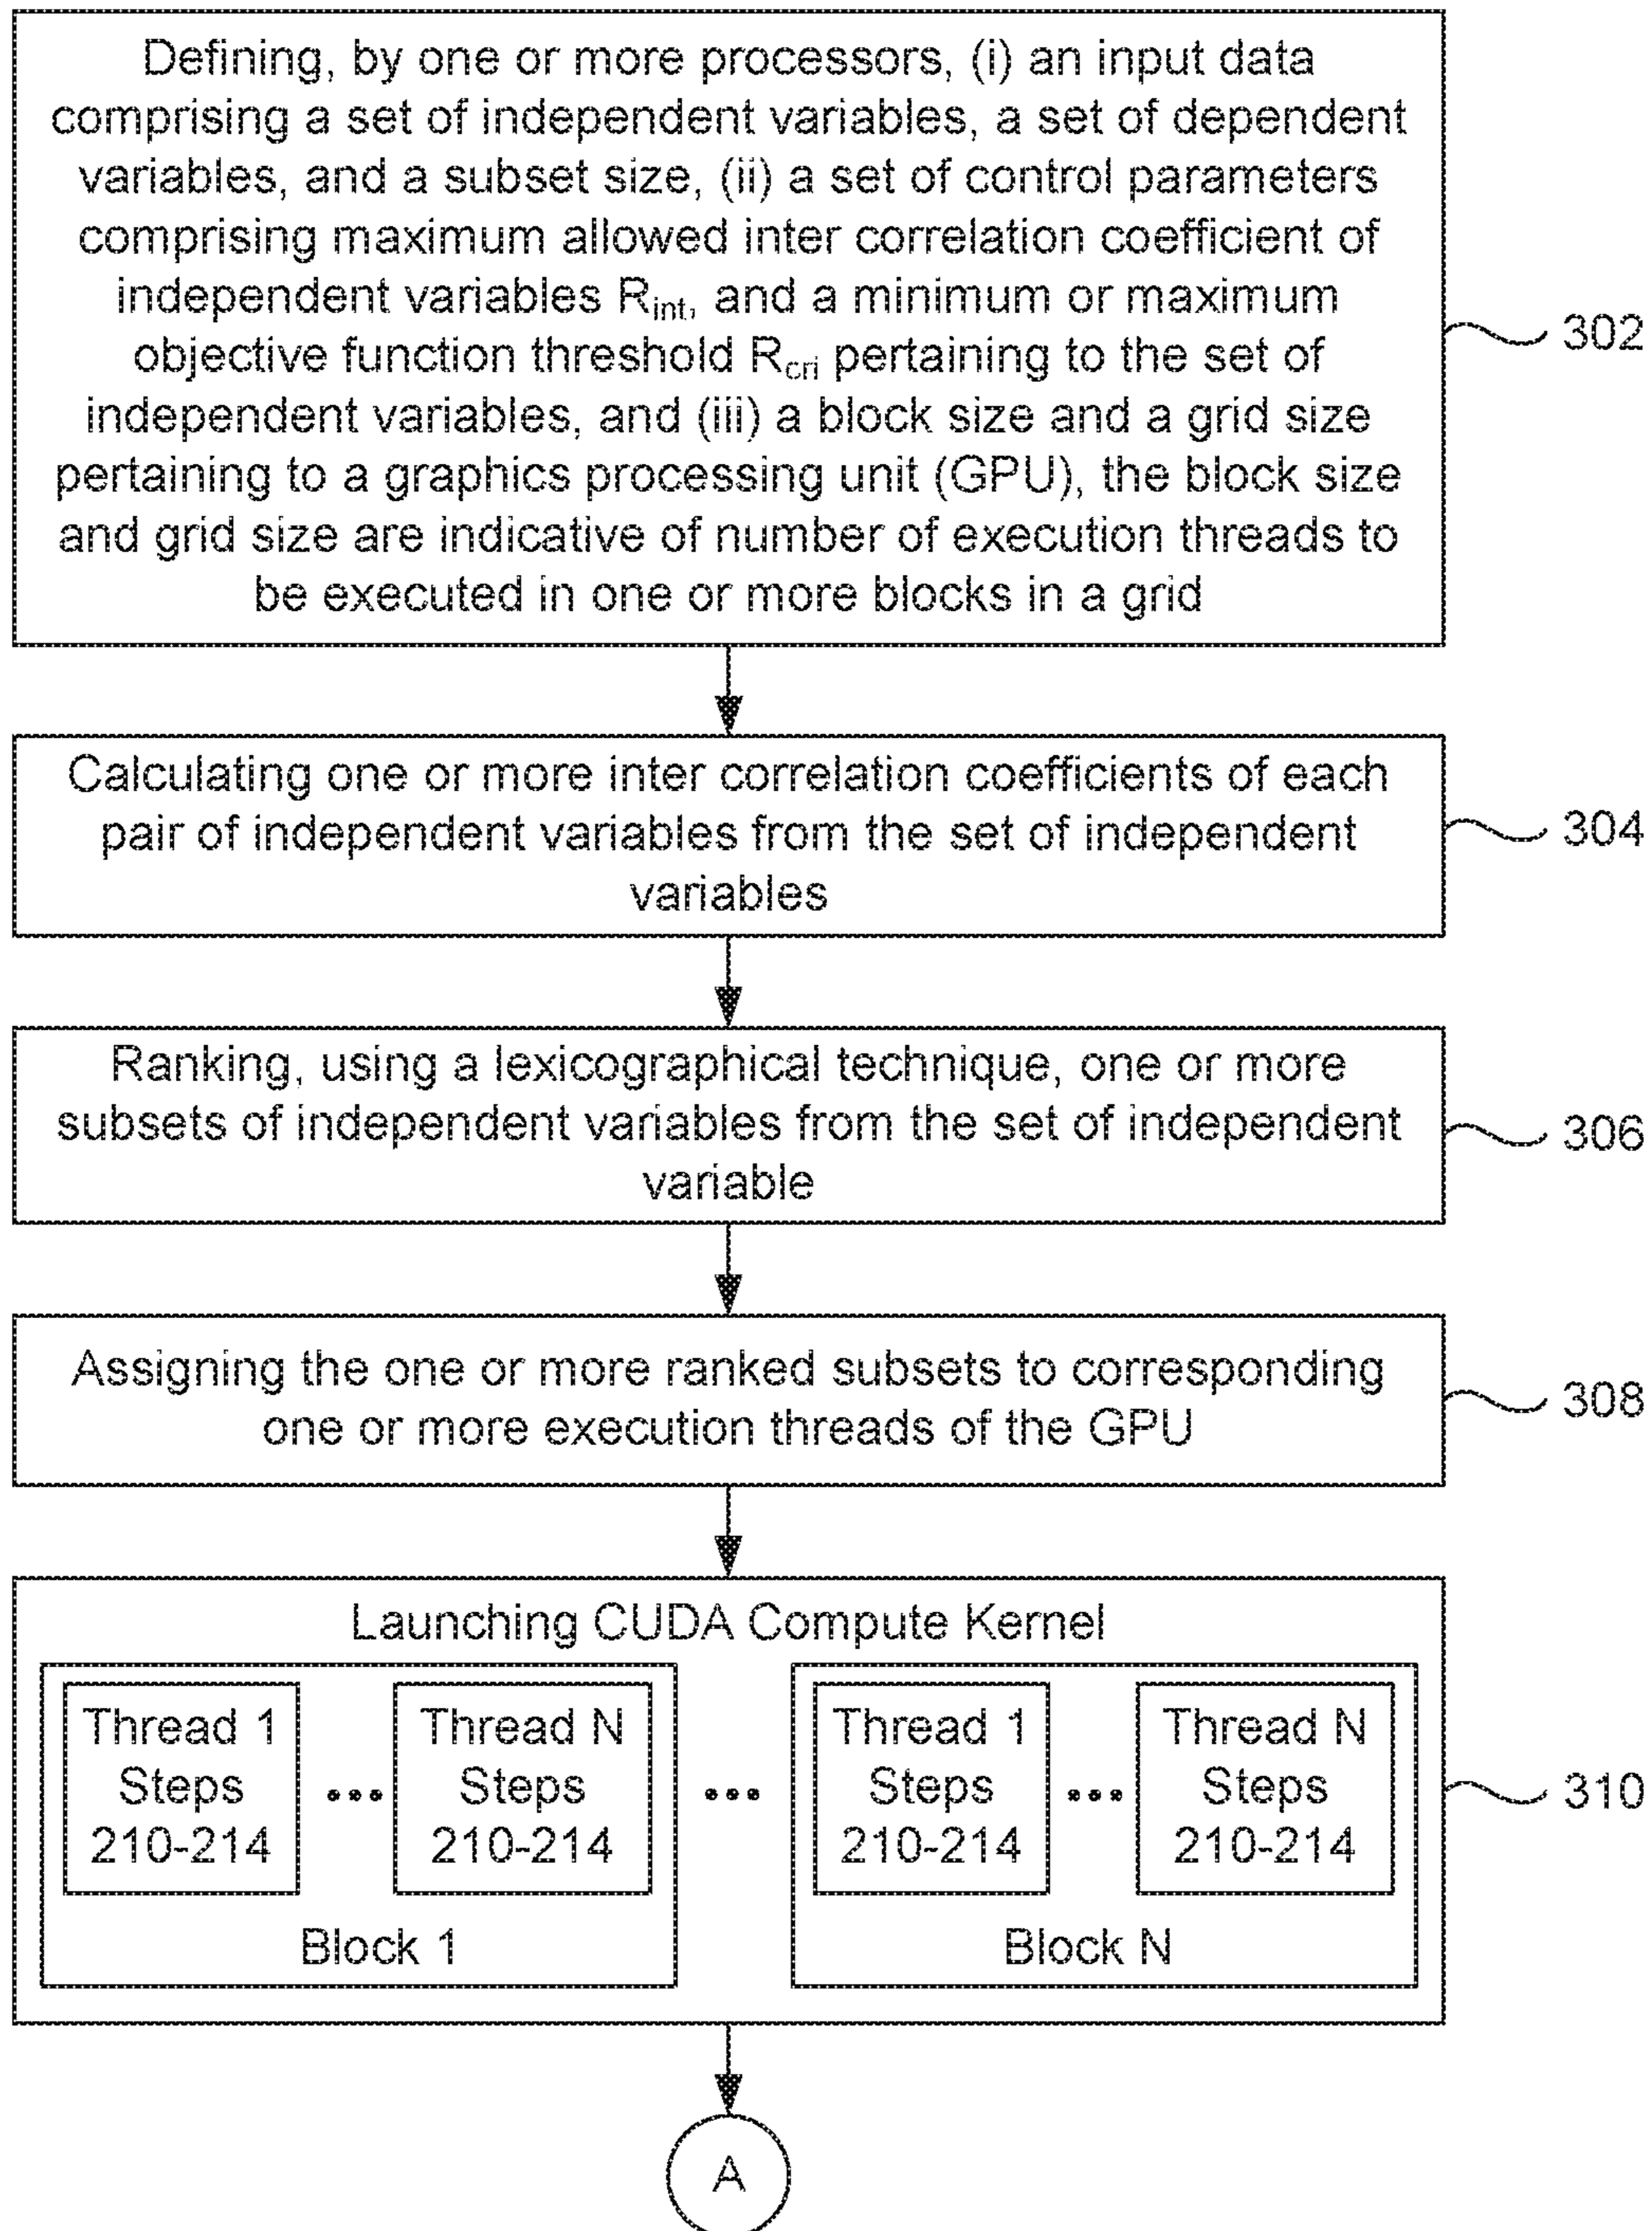 Defining, by one or more processors, (i) an input data
comprising a set of independent variables, a set of dependent
variables, and a subset size, (ii) a set of control parameters
comprising maximum allowed inter correlation coefficient of
independent variables Rint, and a minimum or maximum
objective function threshold Rcri pertaining to the set of
independent variables, and (iii) a block size and a grid size
pertaining to a graphics processing unit (GPU), the block size
and grid size are indicative of number of execution threads to
be executed in one or more blocks in a grid
302
Calculating one or more inter correlation coefficients of each
pair of independent variables from the set of independent
variables
304
Ranking, using a lexicographical technique, one or more
subsets of independent variables from the set of independent
variable
306
Assigning the one or more ranked subsets to corresponding
one or more execution threads of the GPU
308
Launching CUDA Compute Kernel
Thread 1
Steps
210-214
...
Thread N
Steps
210-214
Block 1
...
Thread 1
Steps
210-214
...
Thread N
Steps
210-214
Block N
310
A